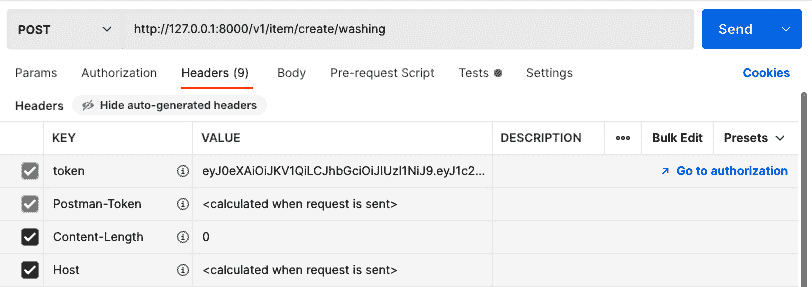 POST http://127.0.0.1:8000/v1/item/create/washing Send
Params Authorization Headers (9) Body Pre-request Script Tests Settings Cookies
Headers Hide auto-generated headers
KEY VALUE DESCRIPTION ••• Bulk Edit Presets
token eyJ0eXAiOiJKV1QiLCJhbGciOiJIUzI1NiJ9.eyJ1c2... Go to authorization
Postman-Token <calculated when request is sent>
Content-Length 0
Host <calculated when request is sent>